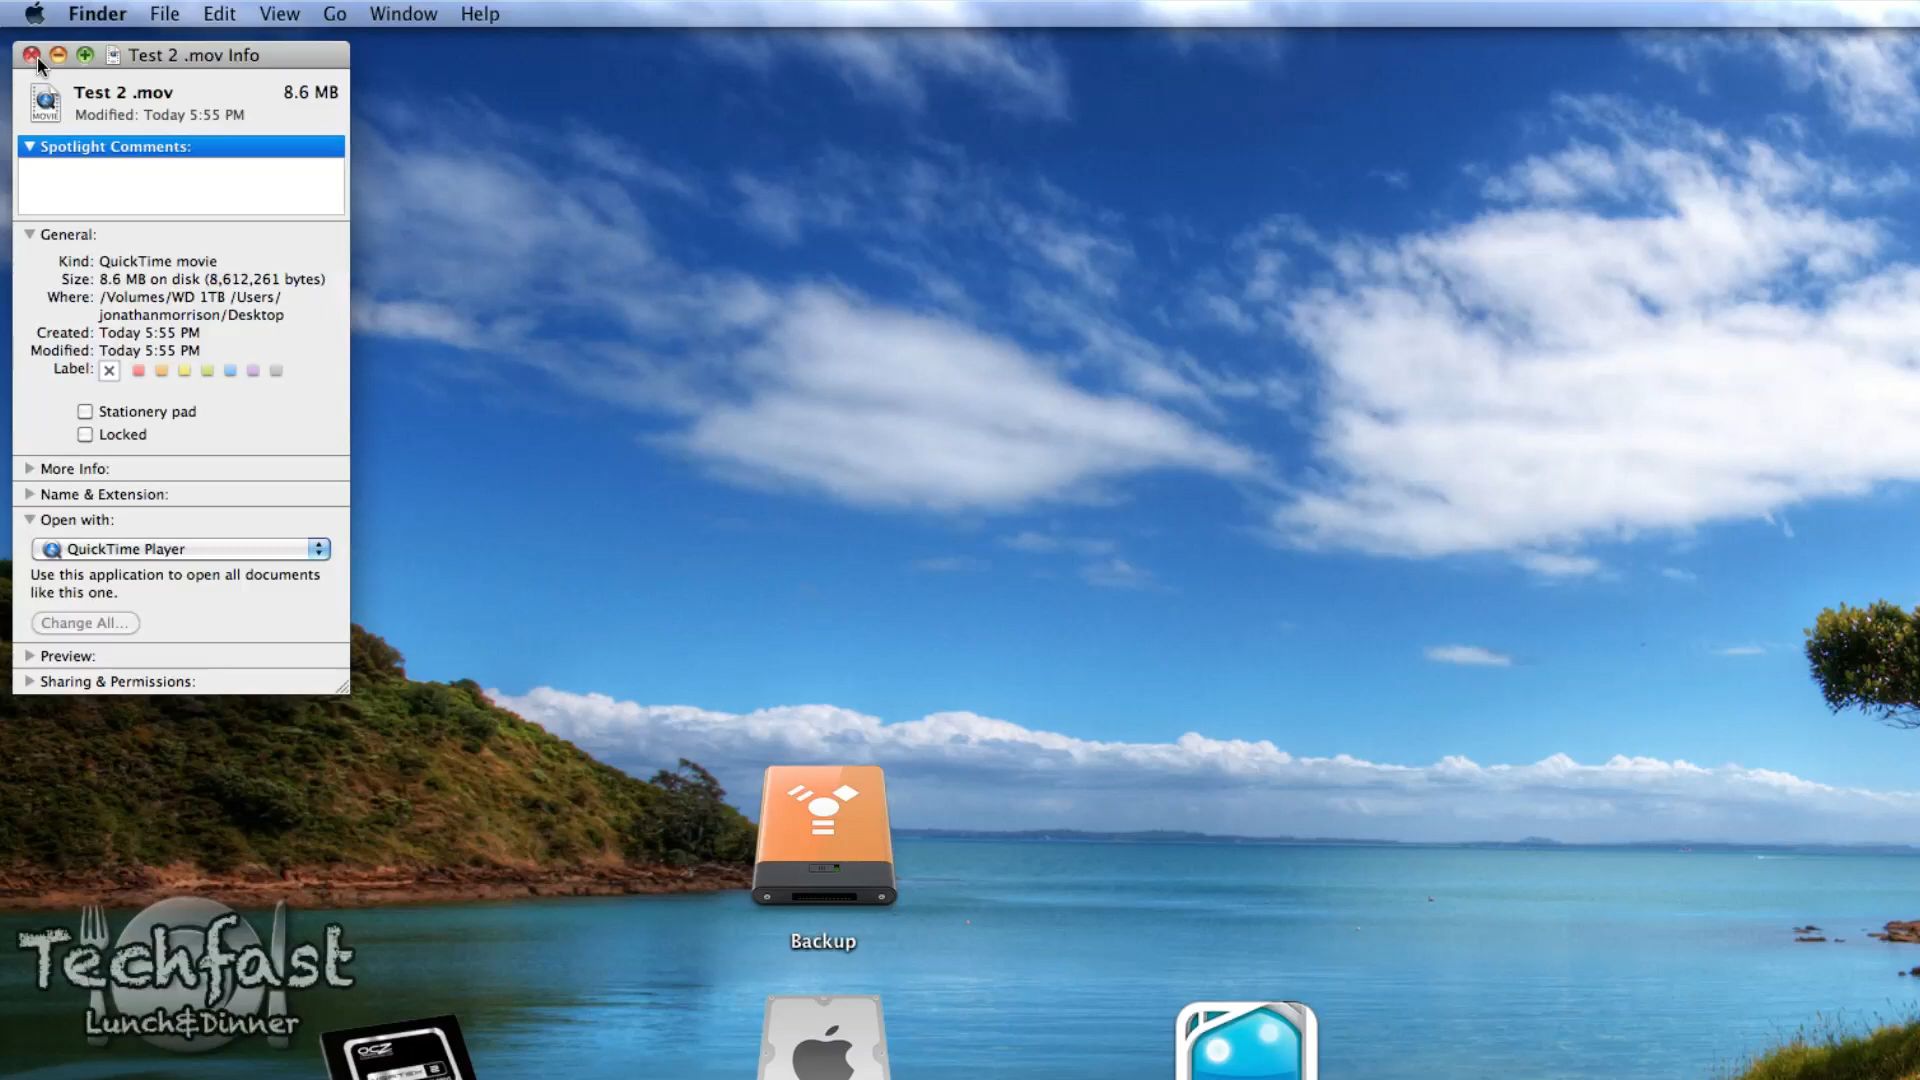 Finder File Edit View Go Window Help
Test 2 .mov Info
Test 2 .mov 8.6 MB
MOVIE
Modified: Today 5:55 PM
Spotlight Comments:
General:
Kind: QuickTime movie
Size: 8.6 MB on disk (8,612,261 bytes)
Where: /Volumes/WD 1TB /Users/
jonathanmorrison/Desktop
Created: Today 5:55 PM
Modified: Today 5:55 PM
Label:
Stationery pad
Locked
More Info:
Name & Extension:
Open with:
QuickTime Player
Use this application to open all documents
like this one.
Change All...
Preview:
Sharing & Permissions:
Backup
Techfast
Lunch&Dinner
OCZ
VERTEX 2